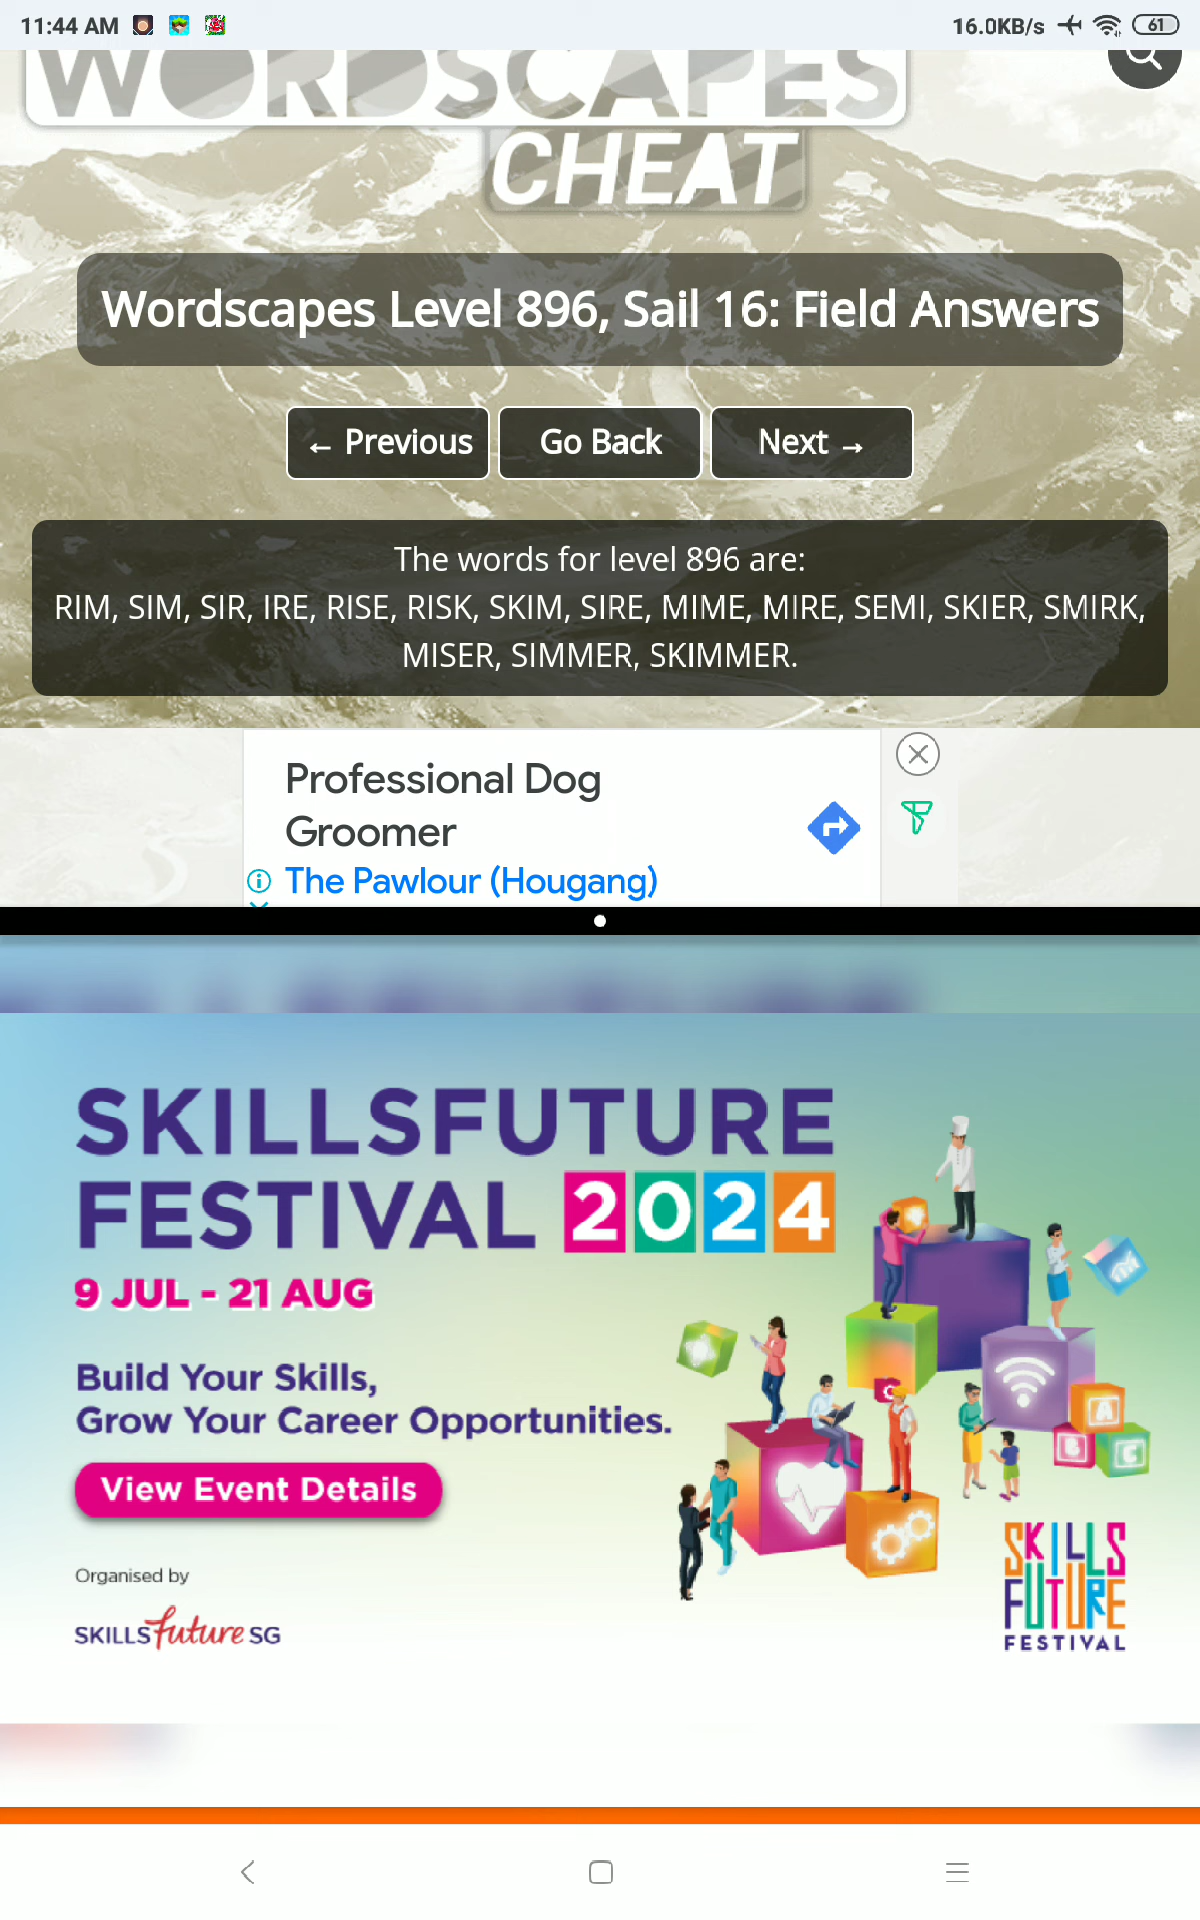 11:44 AM
16.0KB/s
61
WORDSCAPES
CHEAT
Wordscapes Level 896, Sail 16: Field Answers
← Previous
Go Back
Next →
The words for level 896 are:
RIM, SIM, SIR, IRE, RISE, RISK, SKIM, SIRE, MIME, MIRE, SEMI, SKIER, SMIRK,
MISER, SIMMER, SKIMMER.
Professional Dog
Groomer
The Pawlour (Hougang)
SKILLSFUTURE
FESTIVAL 2024
9 JUL - 21 AUG
Build Your Skills,
Grow Your Career Opportunities.
View Event Details
Organised by
SKILLSfuture SG
A
B
C
SKILLS
FUTURE
FESTIVAL